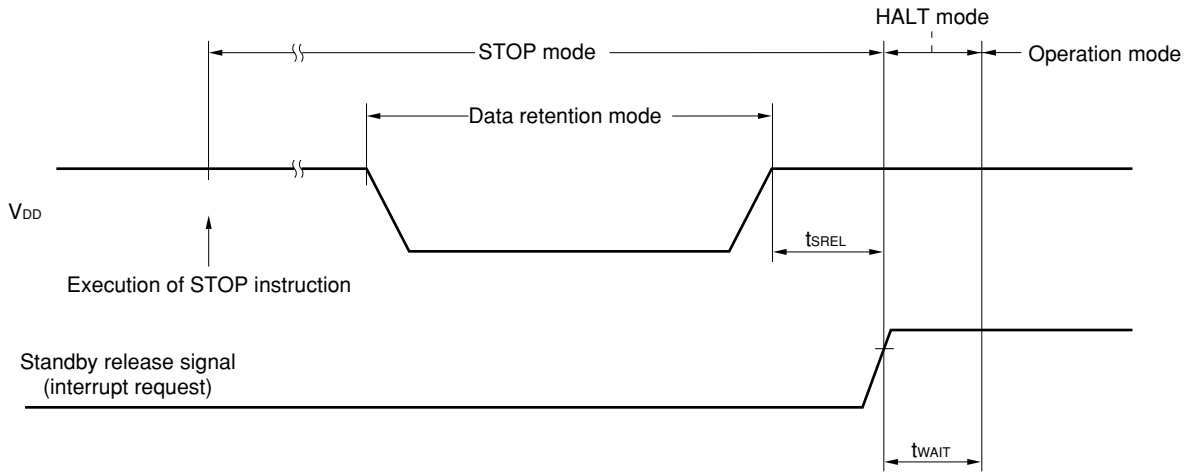 HALT mode
STOP mode
Operation mode
Data retention mode
VDD
tSREL
Execution of STOP instruction
Standby release signal
(interrupt request)
tWAIT